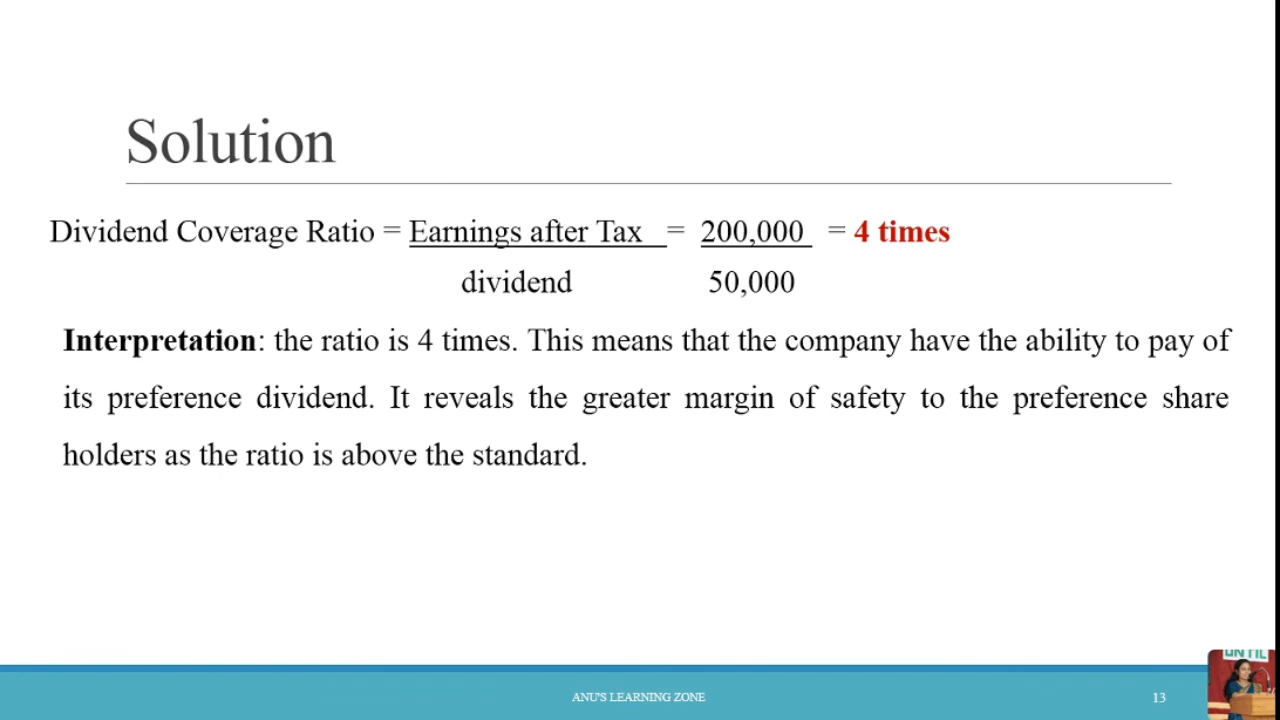 Solution
Dividend Coverage Ratio = Earnings after Tax = 200,000 = 4 times
dividend 50,000
Interpretation: the ratio is 4 times. This means that the company have the ability to pay of
its preference dividend. It reveals the greater margin of safety to the preference share
holders as the ratio is above the standard.
ANU'S LEARNING ZONE
13